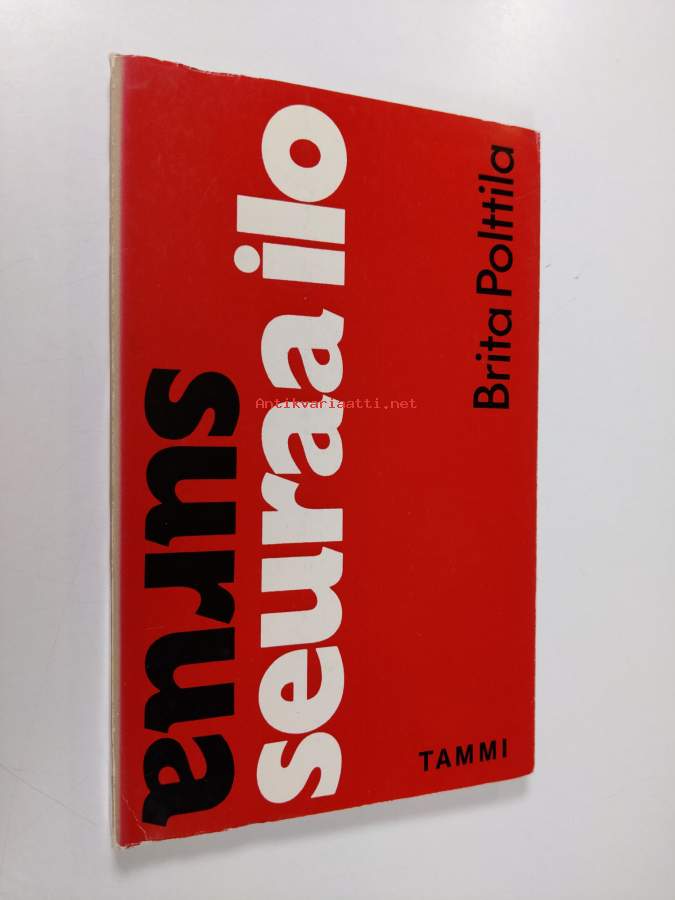 surua
seuraa ilo
Brita Polttila
TAMMI
Antikvariaatti.net